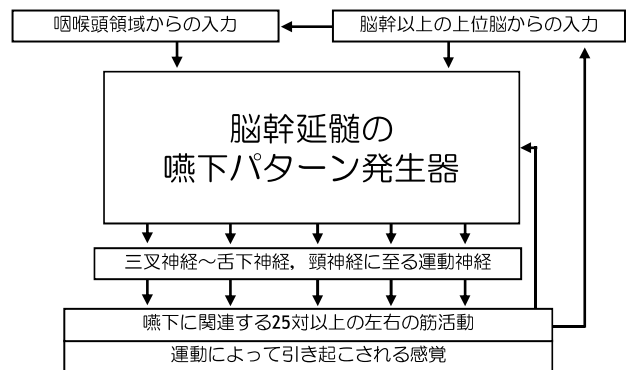 咽喉頭領域からの入力
脳幹以上の上位脳からの入力
脳幹延髄の
嚥下パターン発生器
三叉神経～舌下神経，頸神経に至る運動神経
嚥下に関連する25対以上の左右の筋活動
運動によって引き起こされる感覚